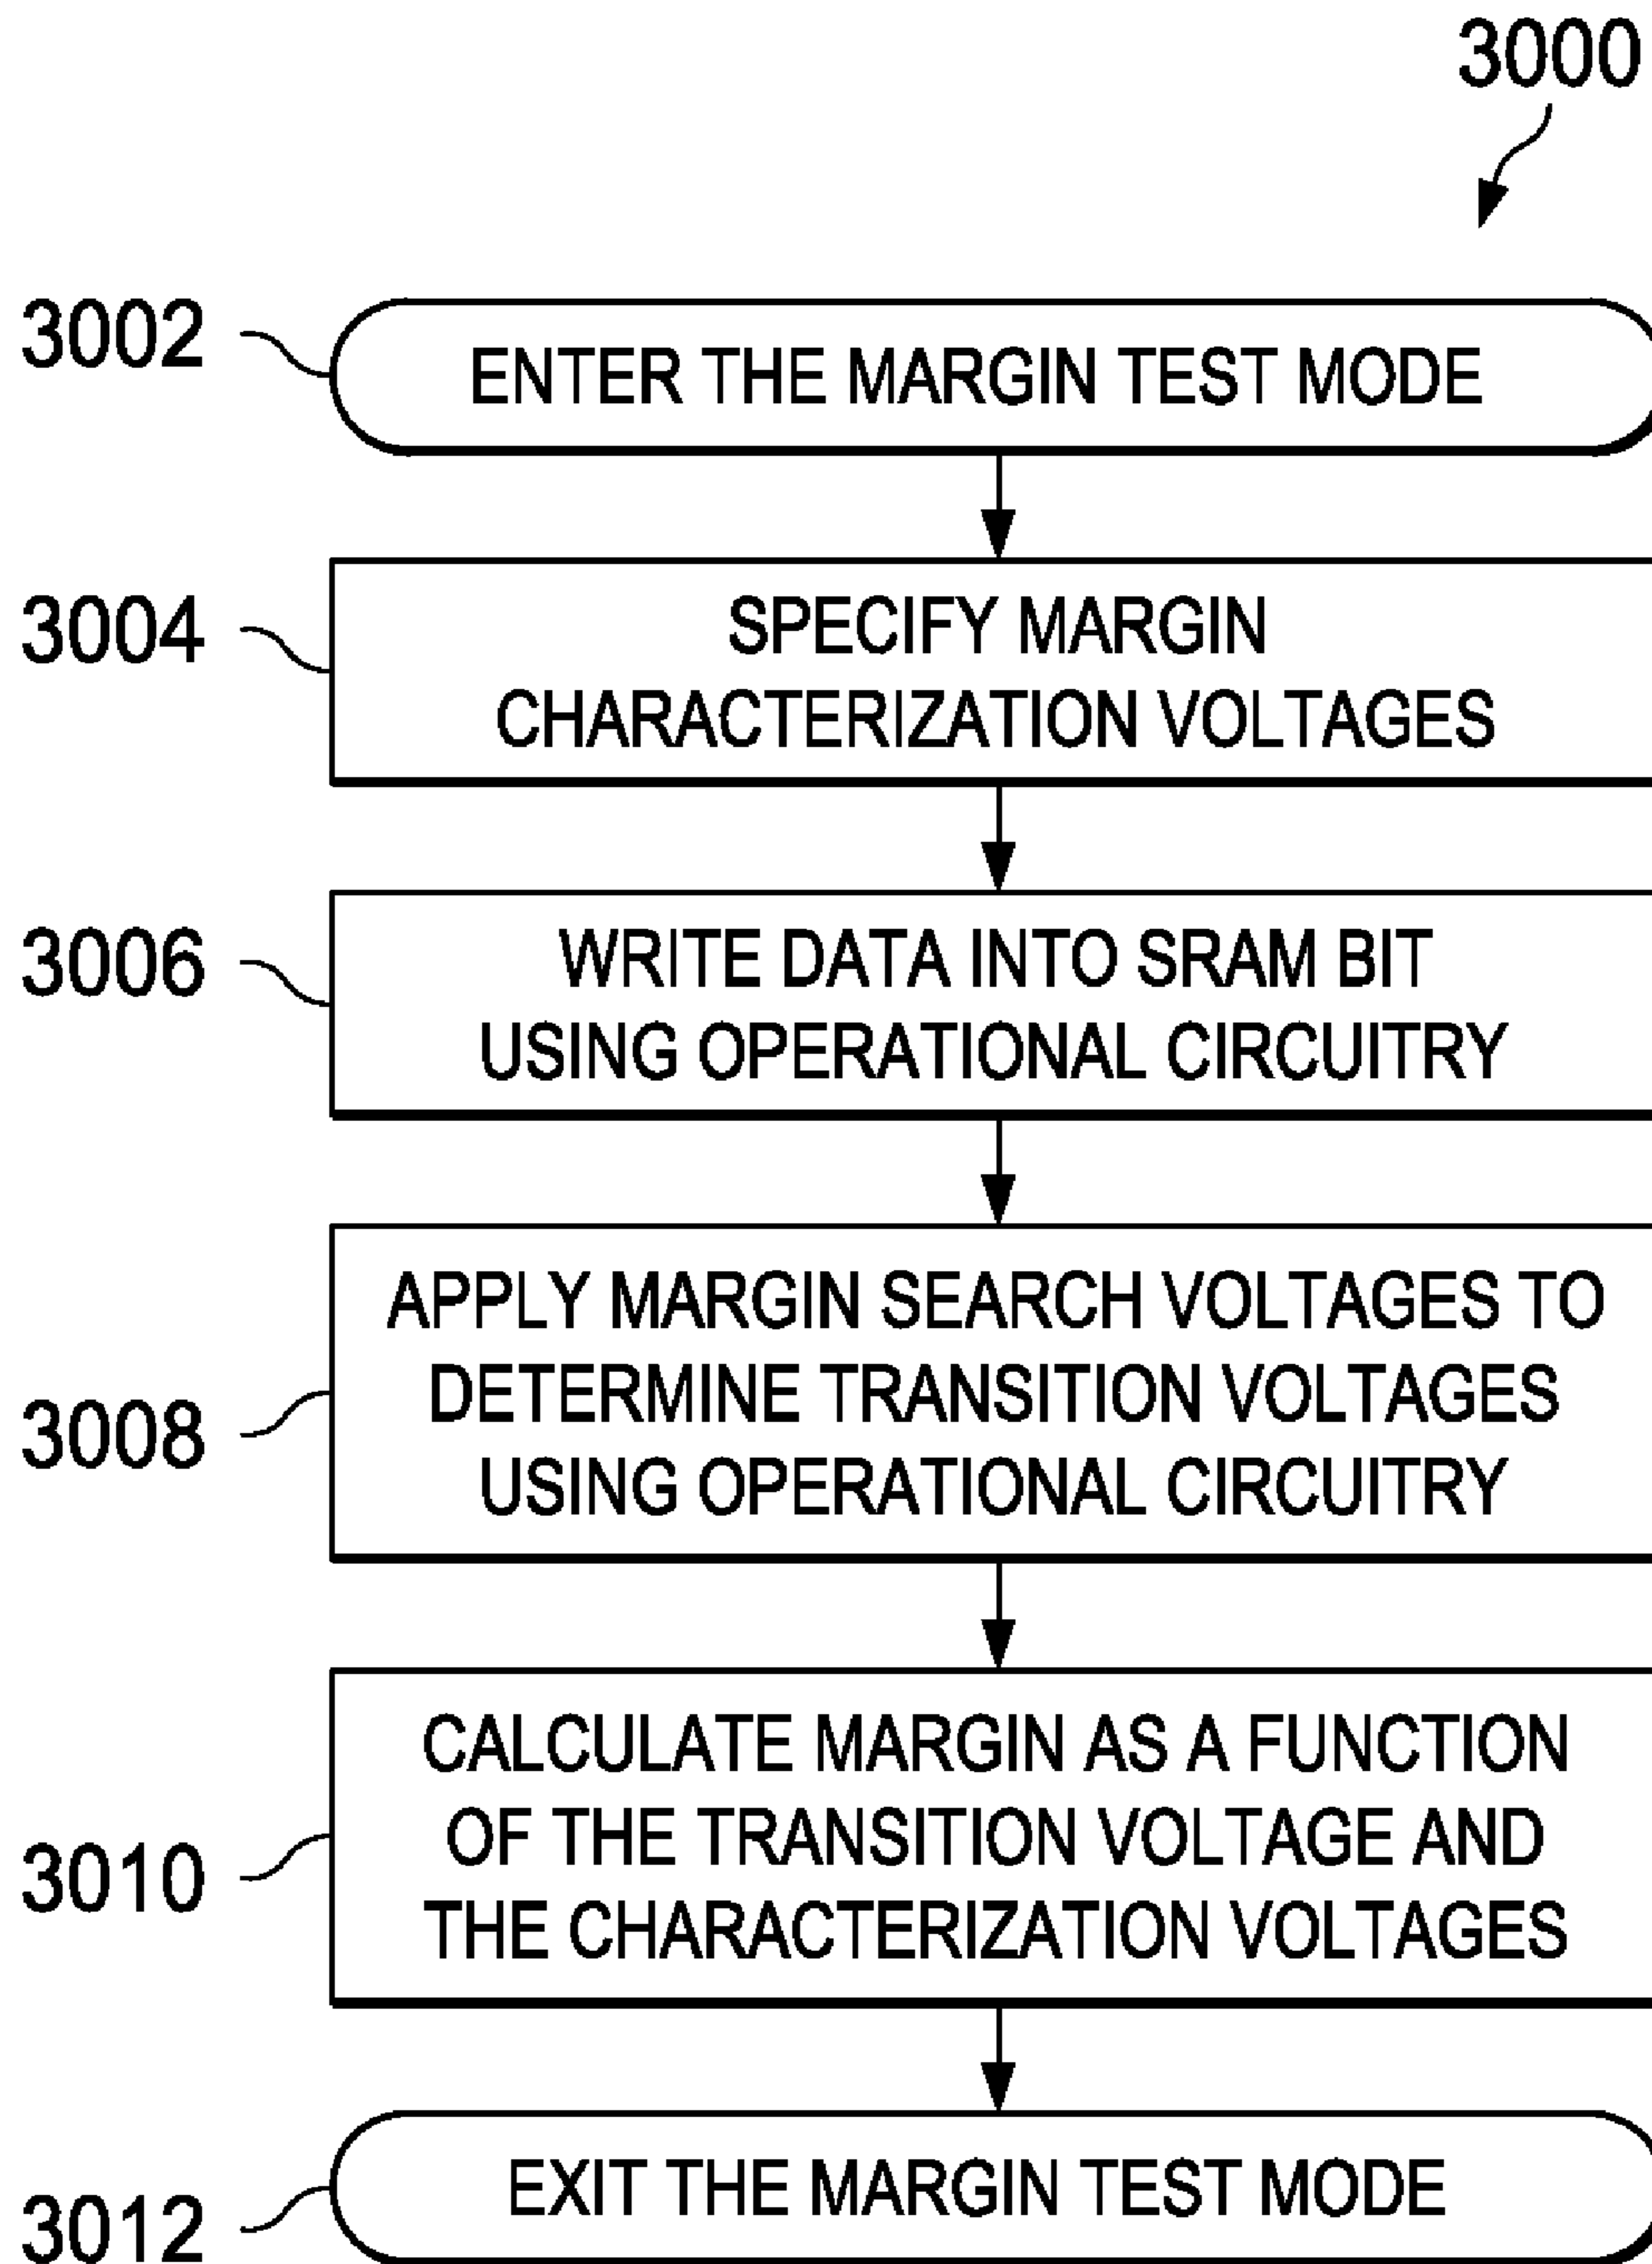 3000
3002
ENTER THE MARGIN TEST MODE
3004
SPECIFY MARGIN
CHARACTERIZATION VOLTAGES
3006
WRITE DATA INTO SRAM BIT
USING OPERATIONAL CIRCUITRY
3008
APPLY MARGIN SEARCH VOLTAGES TO
DETERMINE TRANSITION VOLTAGES
USING OPERATIONAL CIRCUITRY
3010
CALCULATE MARGIN AS A FUNCTION
OF THE TRANSITION VOLTAGE AND
THE CHARACTERIZATION VOLTAGES
3012
EXIT THE MARGIN TEST MODE